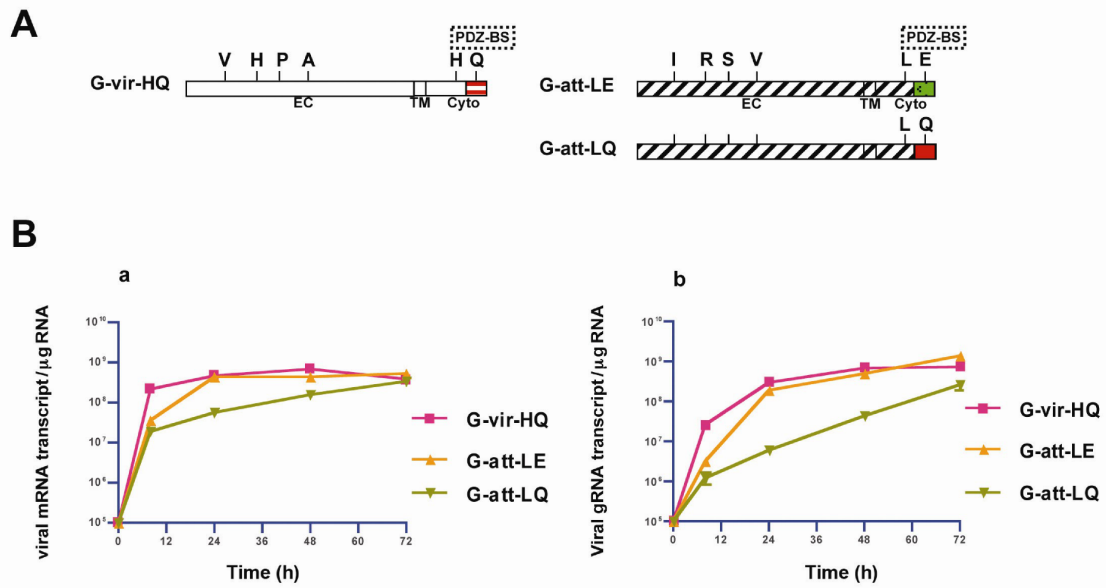 A
PDZ-BS
V H P A H Q
G-vir-HQ
EC TM Cyto
PDZ-BS
I R S V L E
G-att-LE
EC TM Cyto
L Q
G-att-LQ
B
a
viral mRNA transcript/µg RNA
10¹⁰
10⁹
10⁸
10⁷
10⁶
10⁵
0 12 24 36 48 60 72
Time (h)
G-vir-HQ
G-att-LE
G-att-LQ
b
Viral gRNA transcript/µg RNA
10¹⁰
10⁹
10⁸
10⁷
10⁶
10⁵
0 12 24 36 48 60 72
Time (h)
G-vir-HQ
G-att-LE
G-att-LQ